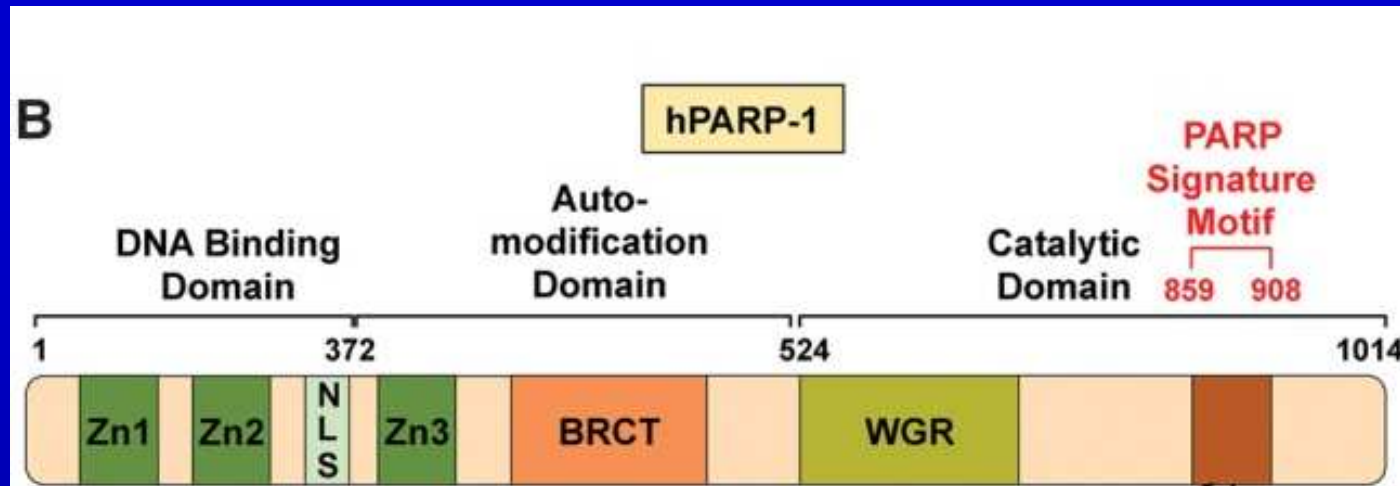 B
hPARP-1
DNA Binding
Domain
Auto-
modification
Domain
Catalytic
Domain
PARP
Signature
Motif
859 908
1 372 524 1014
Zn1 Zn2 N
L
S Zn3 BRCT WGR